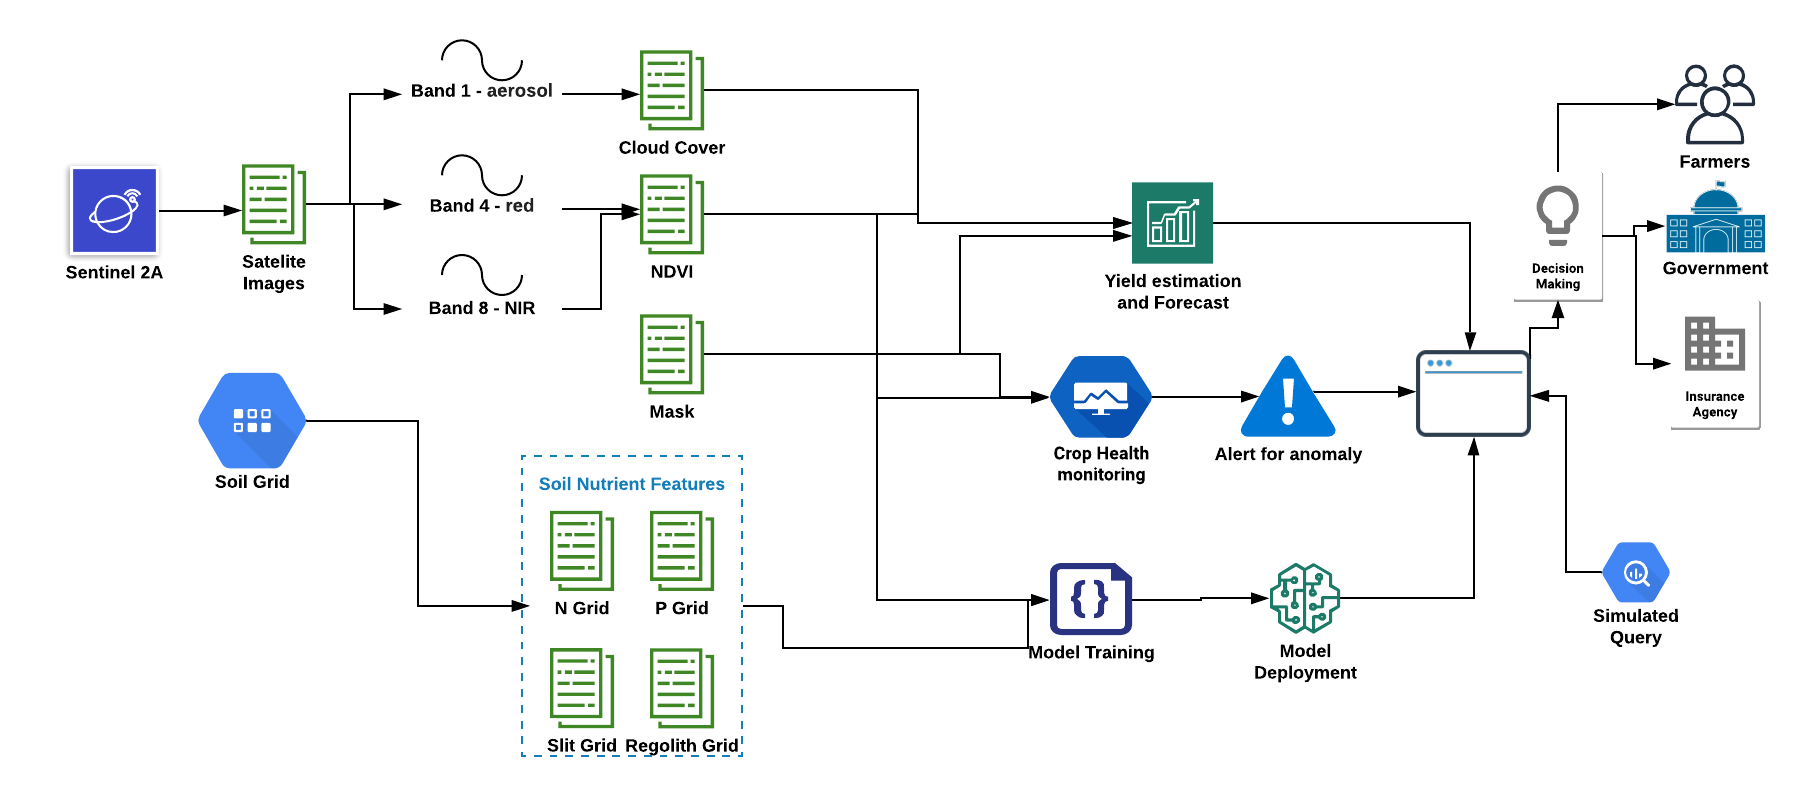 Band 1 - aerosol
Cloud Cover
Farmers
Sentinel 2A
Satelite
Images
Band 4 - red
NDVI
Band 8 - NIR
Yield estimation
and Forecast
Decision
Making
Government
Mask
Insurance
Agency
Soil Grid
Crop Health
monitoring
Alert for anomaly
Soil Nutrient Features
N Grid
P Grid
Slit Grid
Regolith Grid
{ }
Model Training
Model
Deployment
Simulated
Query